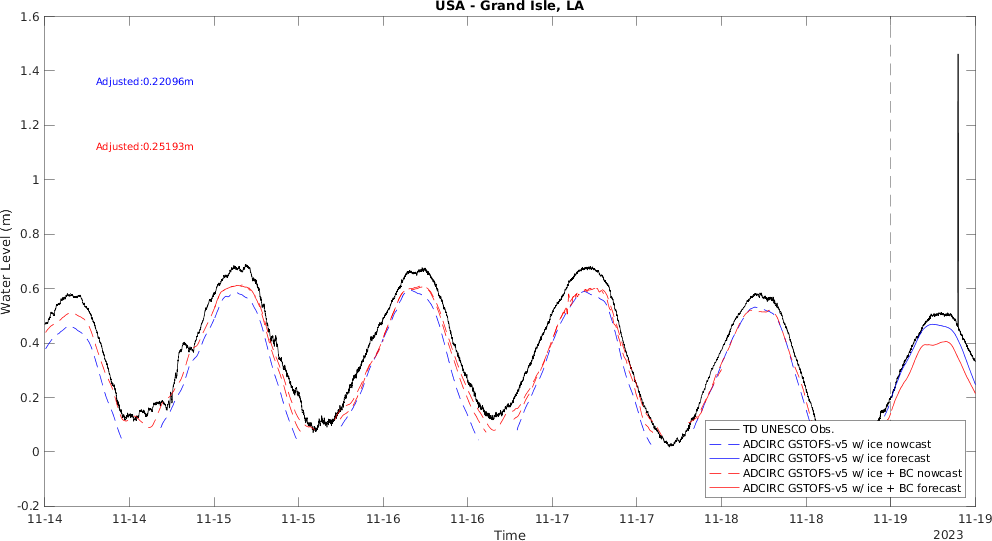 USA - Grand Isle, LA
1.6
1.4
1.2
1
0.8
0.6
0.4
0.2
0
-0.2
Water Level (m)
Adjusted:0.22096m
Adjusted:0.25193m
TD UNESCO Obs.
ADCIRC GSTOFS-v5 w/ ice nowcast
ADCIRC GSTOFS-v5 w/ ice forecast
ADCIRC GSTOFS-v5 w/ ice + BC nowcast
ADCIRC GSTOFS-v5 w/ ice + BC forecast
11-14 11-14 11-15 11-15 11-16 11-16 11-17 11-17 11-18 11-18 11-19 11-19
Time
2023